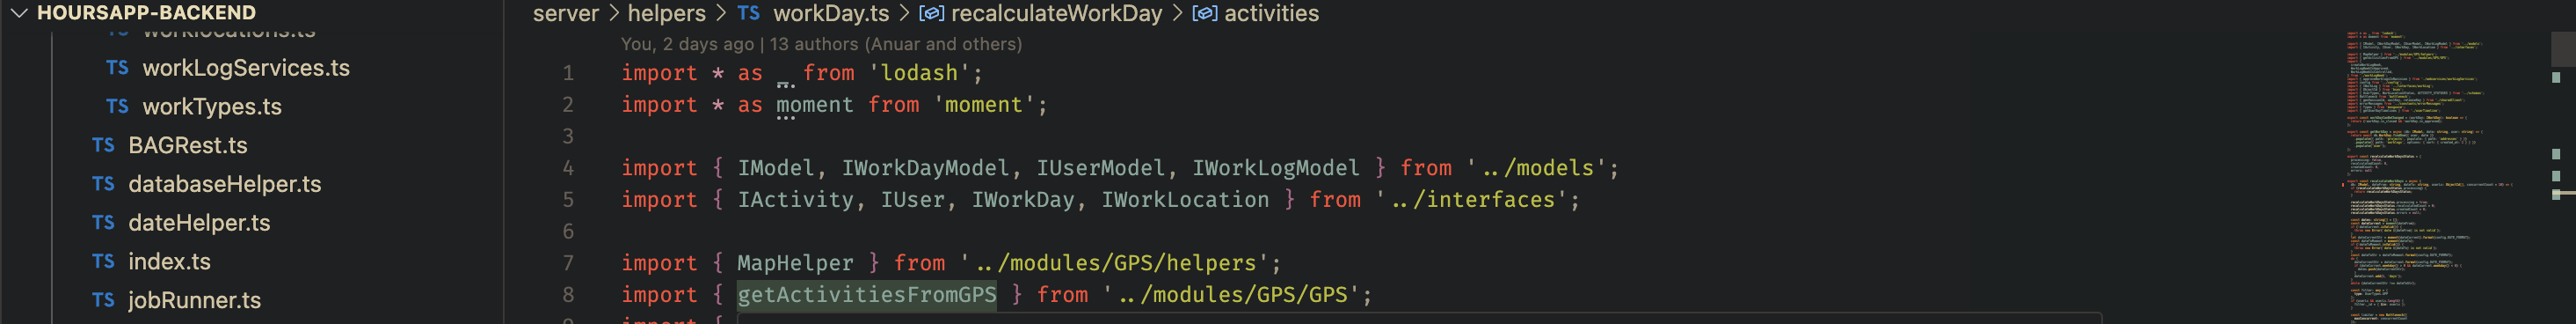 HOURSAPP-BACKEND
worklocations.ts
TS workLogServices.ts
TS workTypes.ts
TS BAGRest.ts
TS databaseHelper.ts
TS dateHelper.ts
TS index.ts
TS jobRunner.ts
server > helpers > TS workDay.ts > recalculateWorkDay > activities
You, 2 days ago | 13 authors (Anuar and others)
1 import * as _ from 'lodash';
2 import * as moment from 'moment';
3
4 import { IModel, IWorkDayModel, IUserModel, IWorkLogModel } from '../models';
5 import { IActivity, IUser, IWorkDay, IWorkLocation } from '../interfaces';
6
7 import { MapHelper } from '../modules/GPS/helpers';
8 import { getActivitiesFromGPS } from '../modules/GPS/GPS';
9 import {